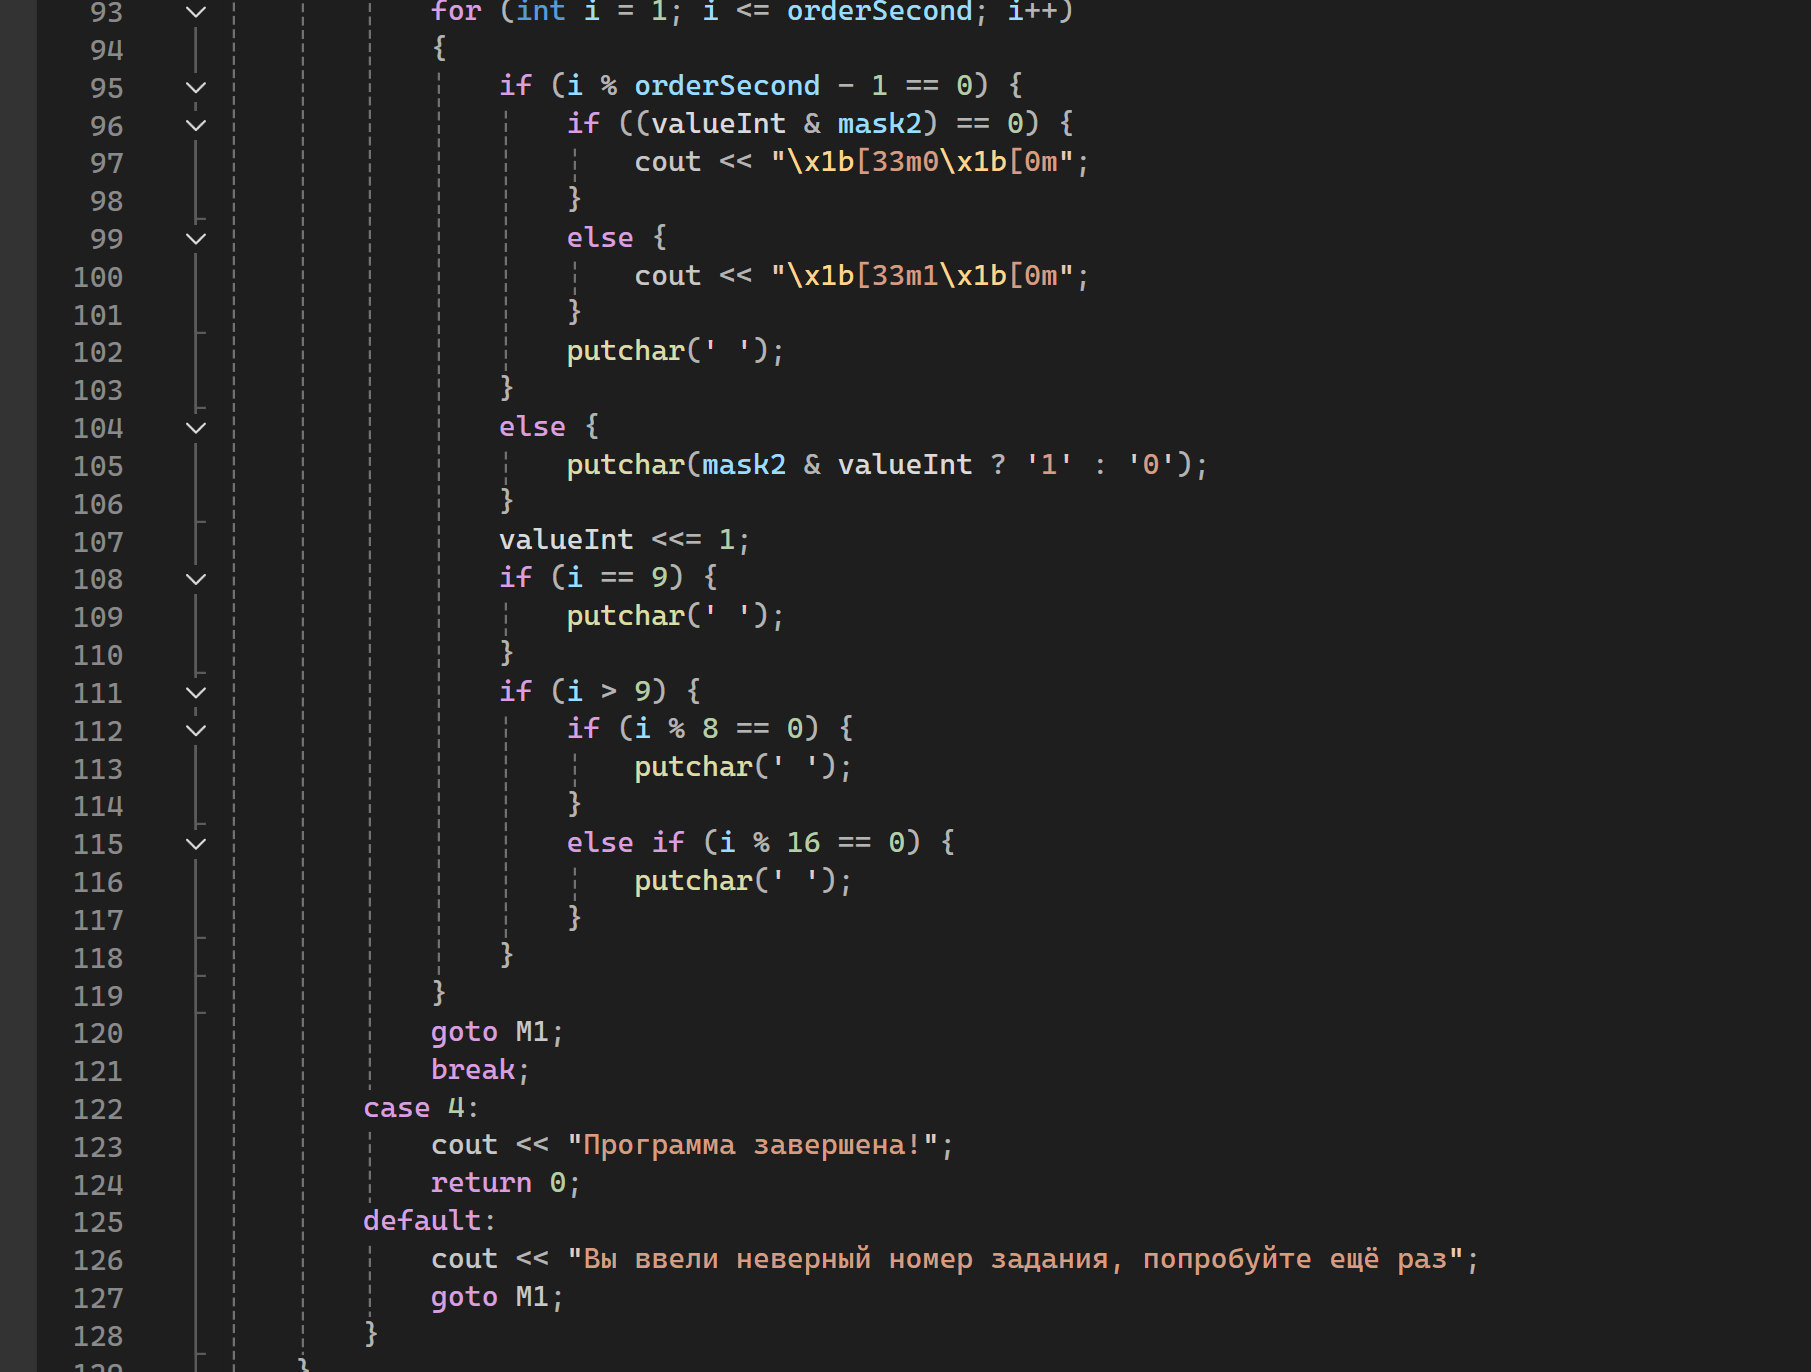 93 for (int i = 1; i <= orderSecond; i++)
94 {
95 if (i % orderSecond - 1 == 0) {
96 if ((valueInt & mask2) == 0) {
97 cout << "\x1b[33m0\x1b[0m";
98 }
99 else {
100 cout << "\x1b[33m1\x1b[0m";
101 }
102 putchar(' ');
103 }
104 else {
105 putchar(mask2 & valueInt ? '1' : '0');
106 }
107 valueInt <<= 1;
108 if (i == 9) {
109 putchar(' ');
110 }
111 if (i > 9) {
112 if (i % 8 == 0) {
113 putchar(' ');
114 }
115 else if (i % 16 == 0) {
116 putchar(' ');
117 }
118 }
119 }
120 goto M1;
121 break;
122 case 4:
123 cout << "Программа завершена!";
124 return 0;
125 default:
126 cout << "Вы ввели неверный номер задания, попробуйте ещё раз";
127 goto M1;
128 }
129 }